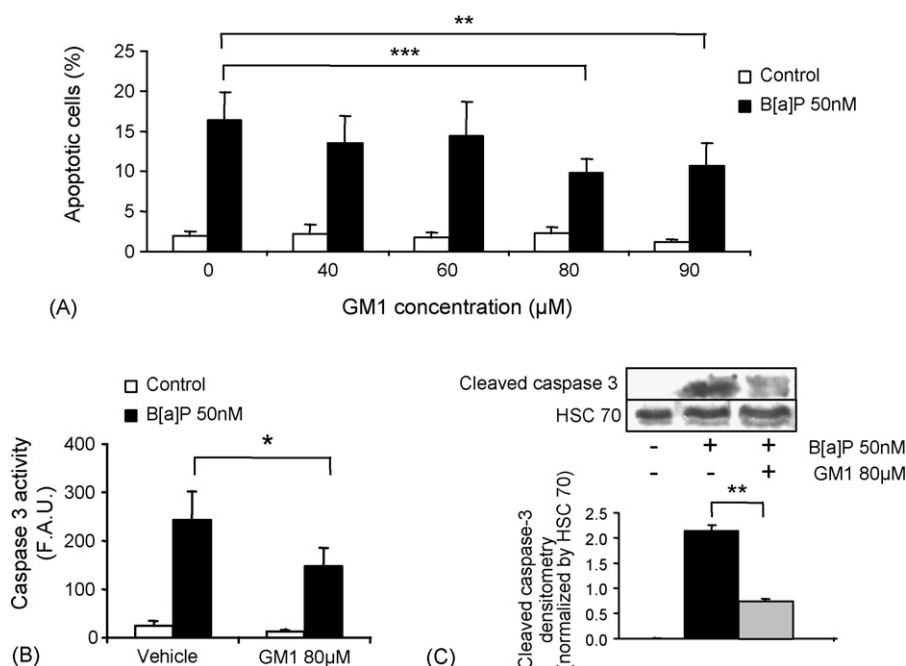 **
***
25
20
15
10
5
0
Apoptotic cells (%)
Control
B[a]P 50nM
0 40 60 80 90
GM1 concentration (µM)
(A)
Control
B[a]P 50nM
*
400
300
200
100
0
Caspase 3 activity
(F.A.U.)
Vehicle GM1 80µM
(B)
Cleaved caspase 3
HSC 70
- + + B[a]P 50nM
- - + GM1 80µM
**
2.5
2.0
1.5
1.0
0.5
0.0
Cleaved caspase-3
densitometry
(normalized by HSC 70)
(C)